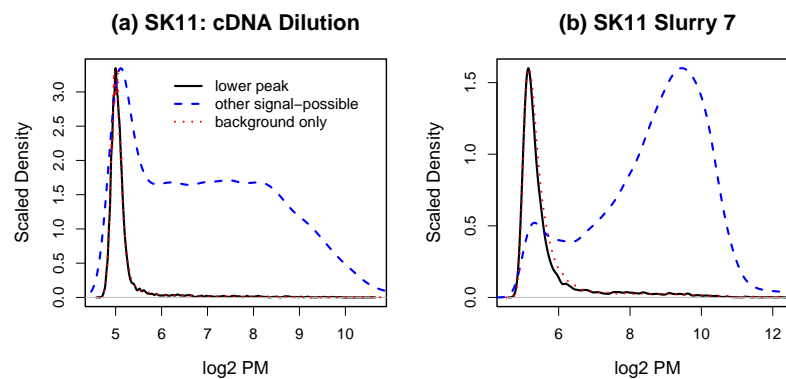 (a) SK11: cDNA Dilution
lower peak
other signal-possible
background only
Scaled Density
0.0
0.5
1.0
1.5
2.0
2.5
3.0
5
6
7
8
9
10
log2 PM
(b) SK11 Slurry 7
Scaled Density
0.0
0.5
1.0
1.5
6
8
10
12
log2 PM